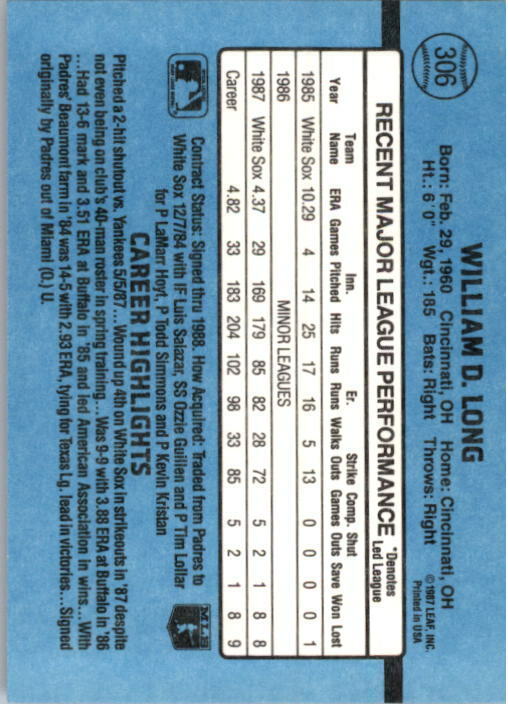 306
WILLIAM D. LONG
Born: Feb. 29, 1960 Cincinnati, OH Home: Cincinnati, OH
Ht.: 6' 0" Wgt.: 185 Bats: Right Throws: Right
©1987 LEAF, INC.
Printed in USA
RECENT MAJOR LEAGUE PERFORMANCE
*Denotes
Led League
Team Inn. Er. Strike Comp. Shut
Year Name ERA Games Pitched Hits Runs Runs Walks Outs Games Outs Save Won Lost
1985 White Sox 10.29 4 14 25 17 16 5 13 0 0 0 0 1
1986 MINOR LEAGUES
1987 White Sox 4.37 29 169 179 85 82 28 72 5 2 1 8 8
Career 4.82 33 183 204 102 98 33 85 5 2 1 8 9
Contract Status: Signed thru 1988. How Acquired: Traded from Padres to
White Sox 12/7/84 with IF Luis Salazar, SS Ozzie Guillen and P Tim Lollar
for P LaMarr Hoyt, P Todd Simmons and P Kevin Kristan
MLB
CAREER HIGHLIGHTS
Pitched a 2-hit shutout vs. Yankees 5/5/87...Wound up 4th on White Sox in strikeouts in '87 despite
not even being on club's 40-man roster in spring training...Was 9-9 with 3.88 ERA at Buffalo in '86
...Had 13-6 mark and 3.51 ERA at Buffalo in '85 and led American Association in wins...With
Padres' Beaumont farm in '84 was 14-5 with 2.93 ERA, tying for Texas Lg. lead in victories...Signed
originally by Padres out of Miami (O.) U.